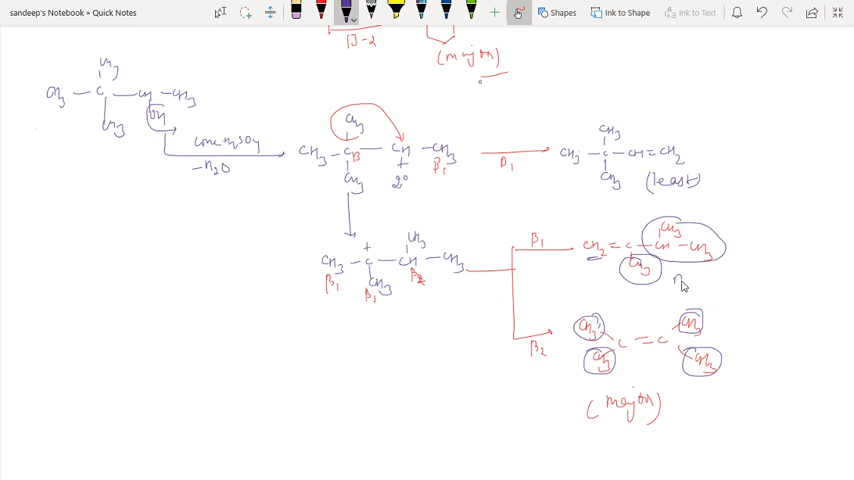 sandeep's Notebook » Quick Notes
Shapes
Ink to Shape
Ink to Text
B-2
(major)
CH3
CH3 — C — CH — CH3
CH3 OH
conc H2SO4
-H2O
CH3
CH3 — C β — CH — CH3
CH3 + 2° β1
β1
CH3
CH3 — C — CH = CH2
CH3 (least)
+ CH3
CH3 — C — CH — CH3
β1 CH3 β2
β1
β1
CH3
CH2 = C — CH — CH3
CH3
β2
CH3 CH3
C = C
CH3 CH3
(major)